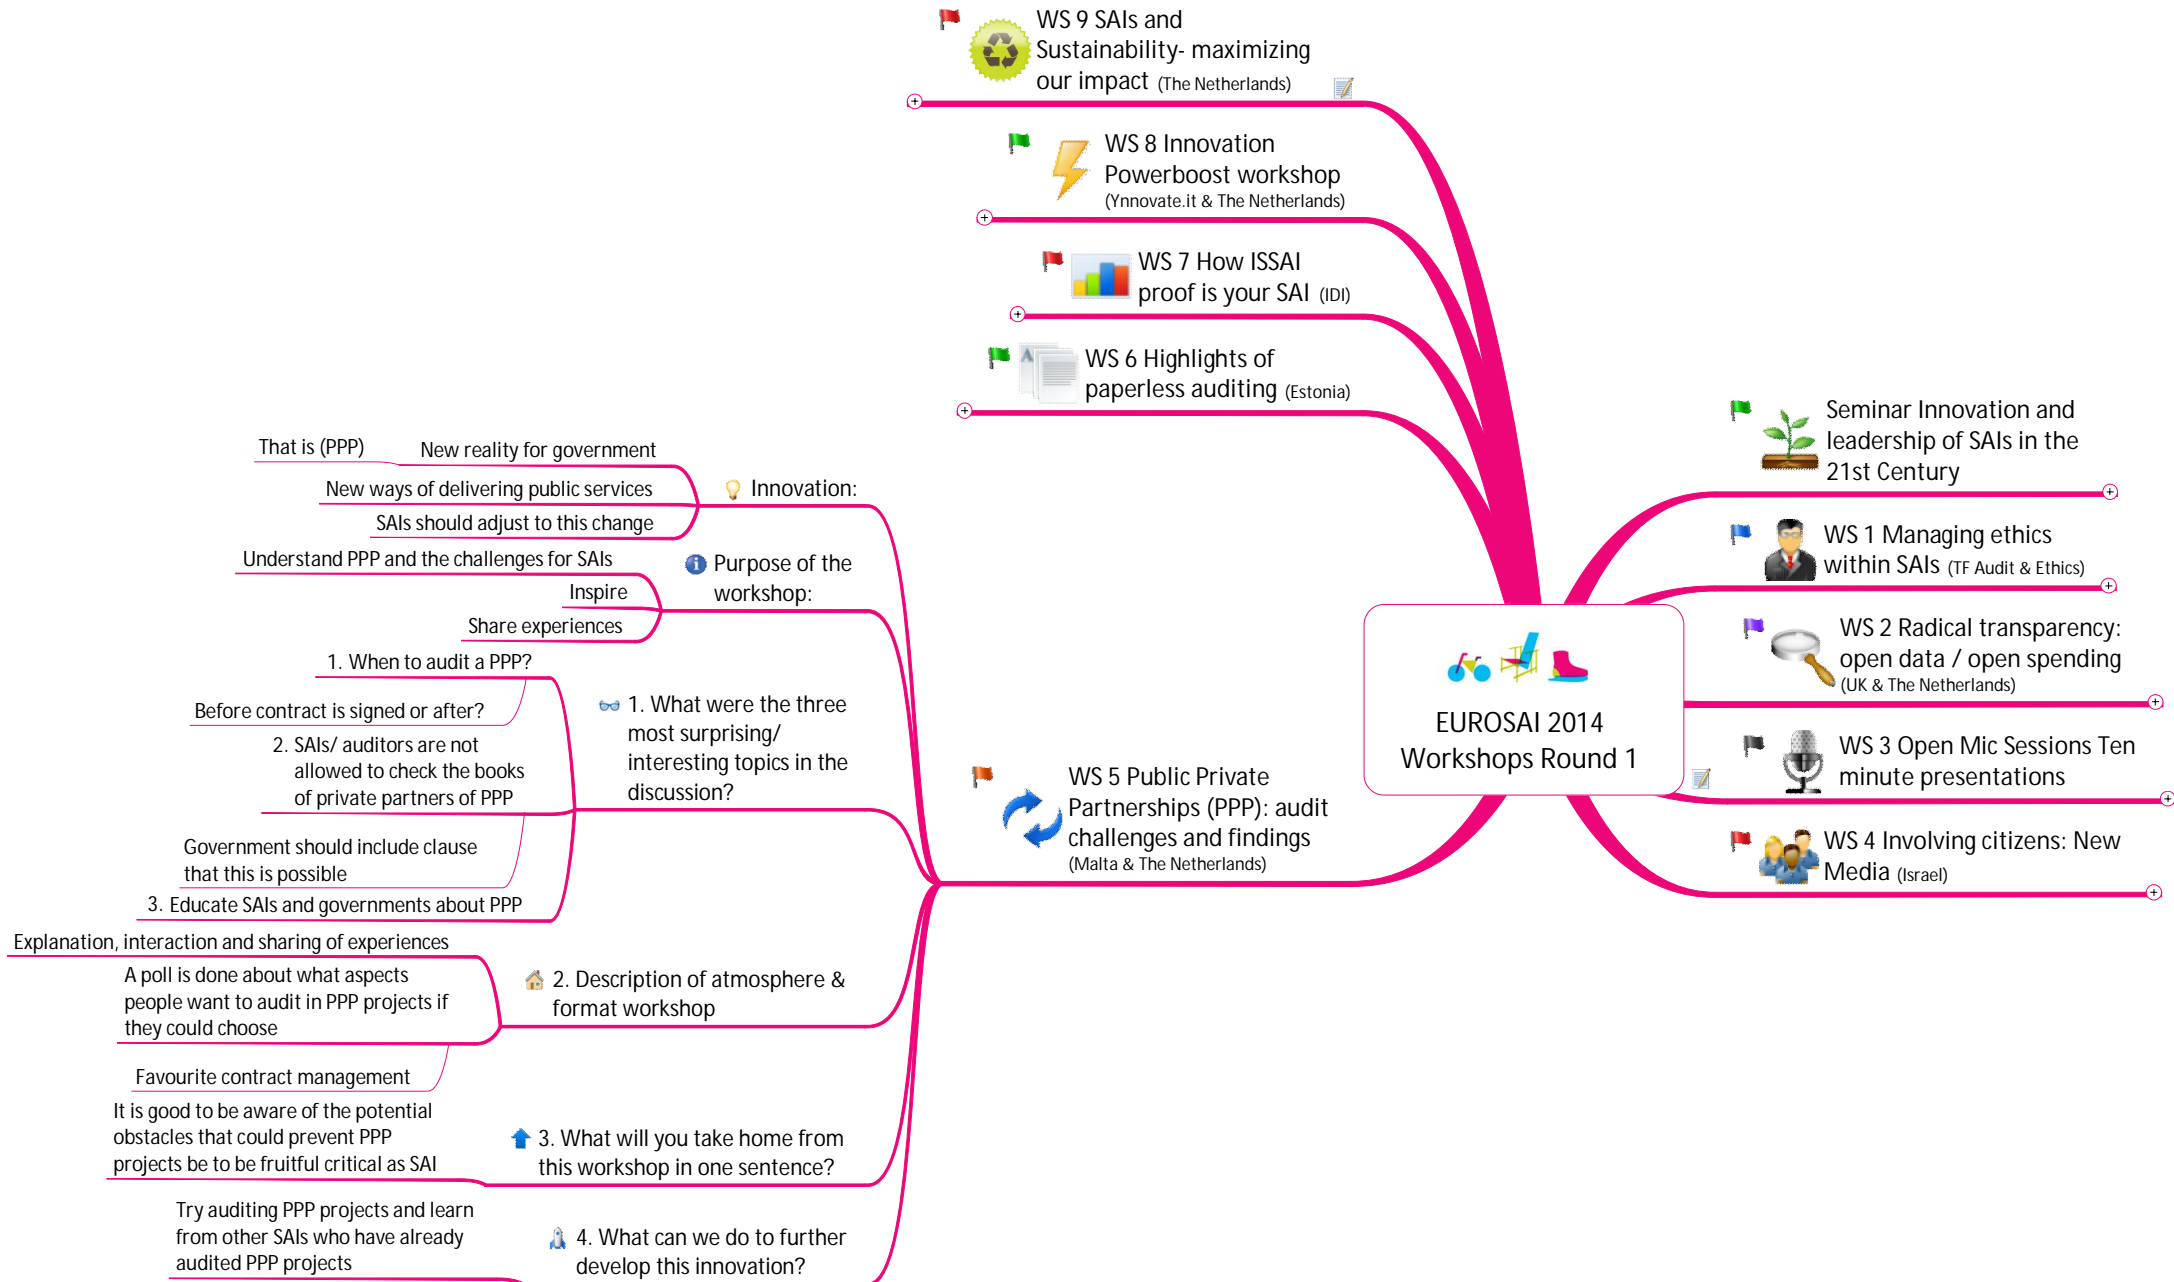 WS 9 SAIs and
Sustainability- maximizing
our impact (The Netherlands)
WS 8 Innovation
Powerboost workshop
(Ynnovate.it & The Netherlands)
WS 7 How ISSAI
proof is your SAI (IDI)
WS 6 Highlights of
paperless auditing (Estonia)
Seminar Innovation and
leadership of SAIs in the
21st Century
WS 1 Managing ethics
within SAIs (TF Audit & Ethics)
WS 2 Radical transparency:
open data / open spending
(UK & The Netherlands)
WS 3 Open Mic Sessions Ten
minute presentations
WS 4 Involving citizens: New
Media (Israel)
EUROSAI 2014
Workshops Round 1
WS 5 Public Private
Partnerships (PPP): audit
challenges and findings
(Malta & The Netherlands)
Innovation:
New reality for government
That is (PPP)
New ways of delivering public services
SAIs should adjust to this change
Purpose of the
workshop:
Understand PPP and the challenges for SAIs
Inspire
Share experiences
1. What were the three
most surprising/
interesting topics in the
discussion?
1. When to audit a PPP?
Before contract is signed or after?
2. SAIs/ auditors are not
allowed to check the books
of private partners of PPP
Government should include clause
that this is possible
3. Educate SAIs and governments about PPP
2. Description of atmosphere &
format workshop
Explanation, interaction and sharing of experiences
A poll is done about what aspects
people want to audit in PPP projects if
they could choose
Favourite contract management
3. What will you take home from
this workshop in one sentence?
It is good to be aware of the potential
obstacles that could prevent PPP
projects be to be fruitful critical as SAI
4. What can we do to further
develop this innovation?
Try auditing PPP projects and learn
from other SAIs who have already
audited PPP projects